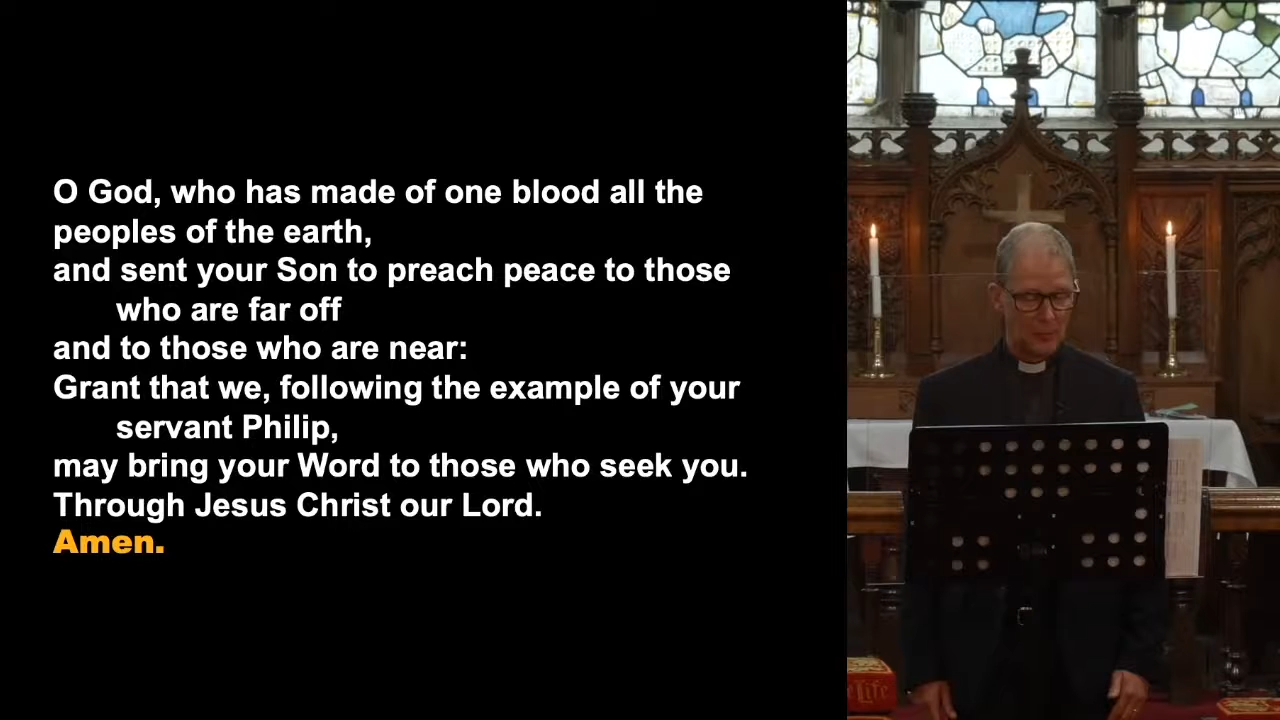 O God, who has made of one blood all the
peoples of the earth,
and sent your Son to preach peace to those
who are far off
and to those who are near:
Grant that we, following the example of your
servant Philip,
may bring your Word to those who seek you.
Through Jesus Christ our Lord.
Amen.
Life